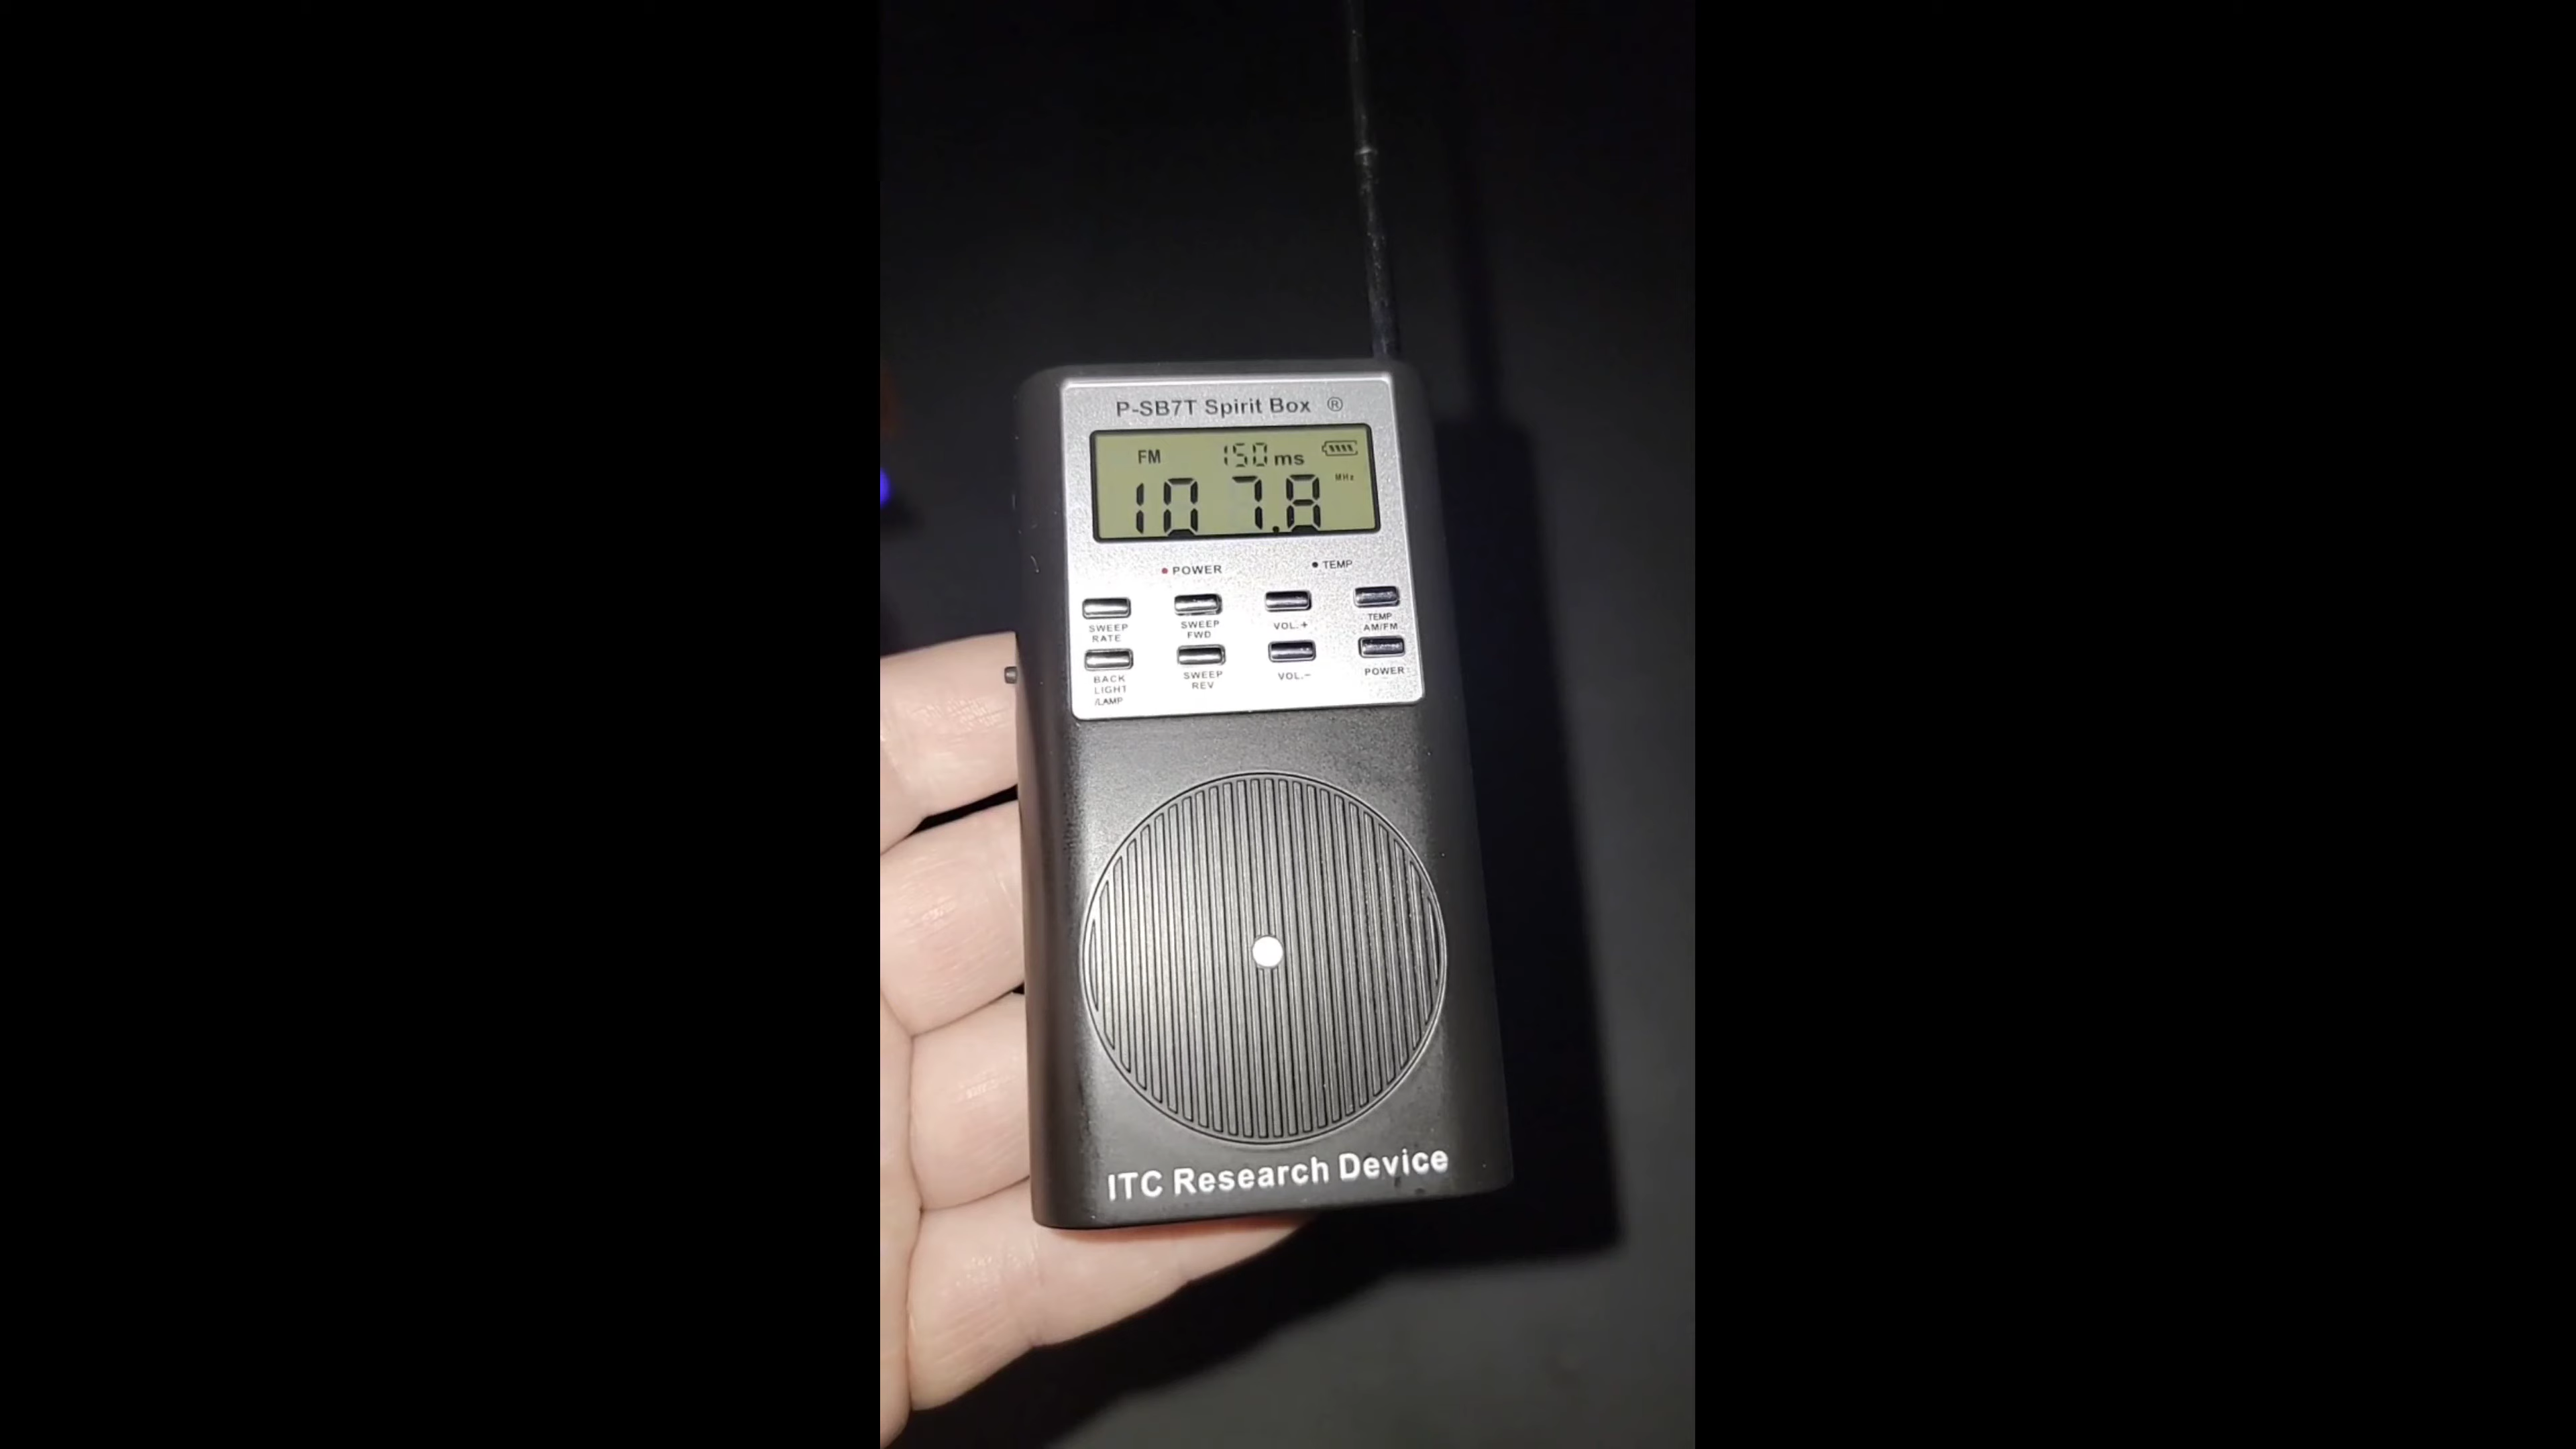 P-SB7T Spirit Box ®
FM 150 ms
MHz
107.8
POWER TEMP
SWEEP RATE
SWEEP FWD
VOL.+
TEMP AM/FM
BACK LIGHT /LAMP
SWEEP REV
VOL.-
POWER
ITC Research Device